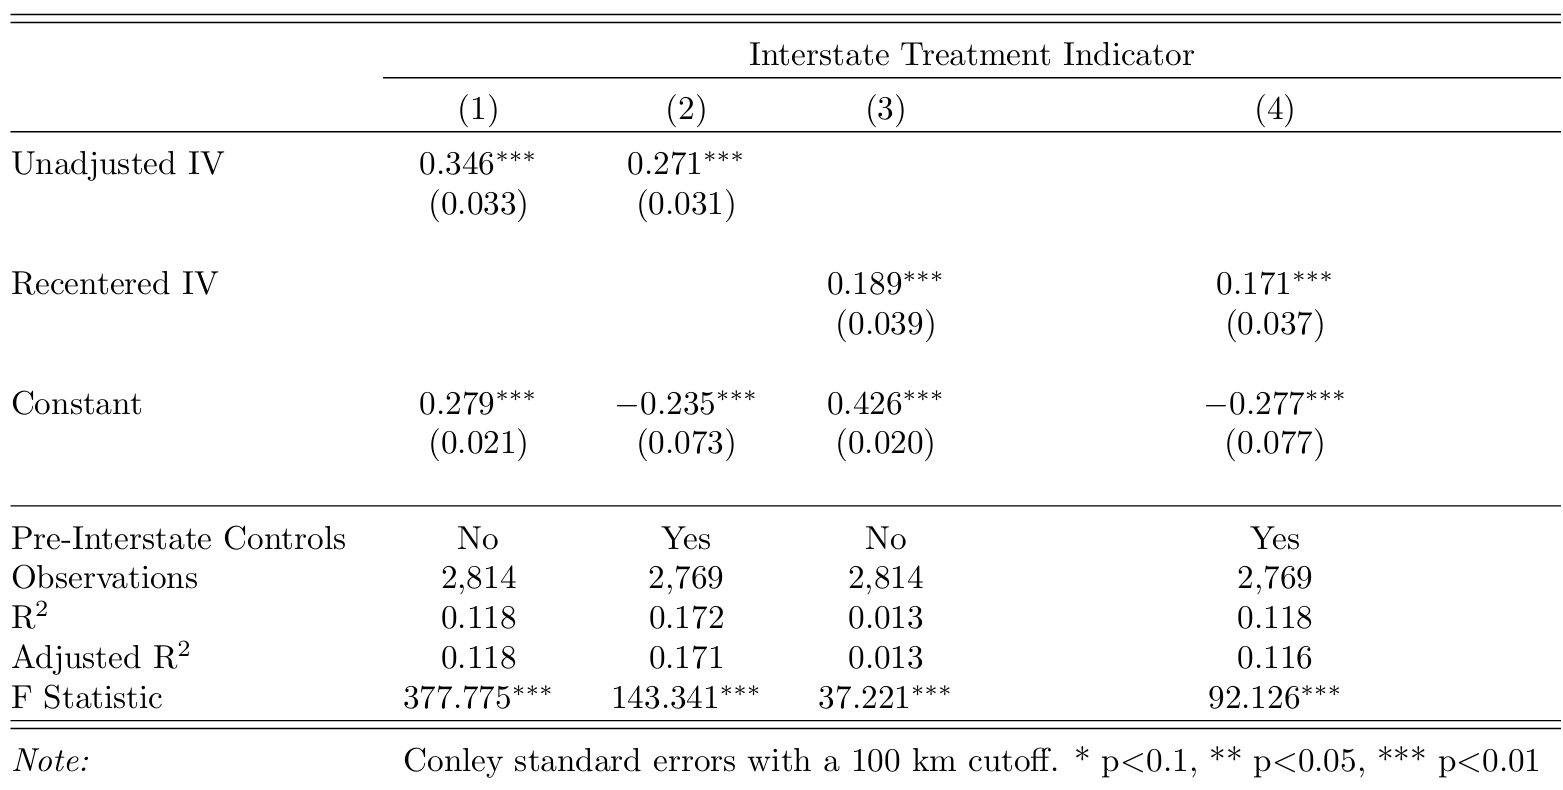 Interstate Treatment Indicator
(1) (2) (3) (4)
Unadjusted IV 0.346*** 0.271***
(0.033) (0.031)
Recentered IV 0.189*** 0.171***
(0.039) (0.037)
Constant 0.279*** −0.235*** 0.426*** −0.277***
(0.021) (0.073) (0.020) (0.077)
Pre-Interstate Controls No Yes No Yes
Observations 2,814 2,769 2,814 2,769
R² 0.118 0.172 0.013 0.118
Adjusted R² 0.118 0.171 0.013 0.116
F Statistic 377.775*** 143.341*** 37.221*** 92.126***
Note: Conley standard errors with a 100 km cutoff. * p<0.1, ** p<0.05, *** p<0.01